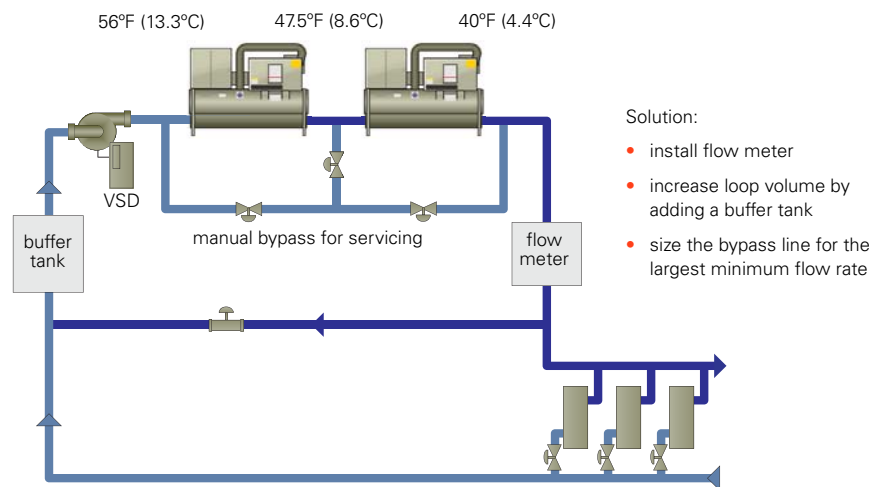 56ºF (13.3ºC)
47.5ºF (8.6ºC)
40ºF (4.4ºC)
VSD
buffer
tank
manual bypass for servicing
flow
meter
Solution:
• install flow meter
• increase loop volume by
adding a buffer tank
• size the bypass line for the
largest minimum flow rate